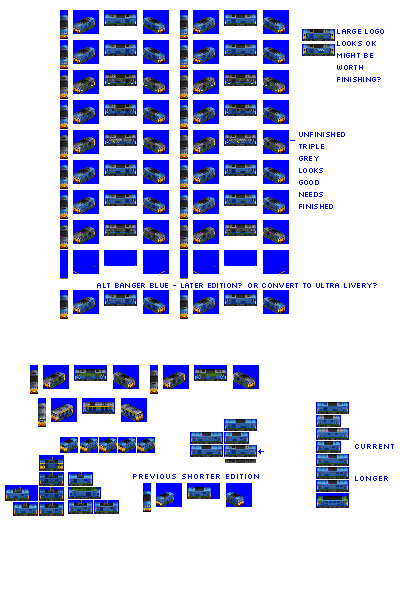 LARGE LOGO
LOOKS OK
MIGHT BE
WORTH
FINISHING?
UNFINISHED
TRIPLE
GREY
LOOKS
GOOD
NEEDS
FINISHED
ALT BANGER BLUE - LATER EDITION? OR CONVERT TO ULTRA LIVERY?
CURRENT
PREVIOUS SHORTER EDITION
LONGER